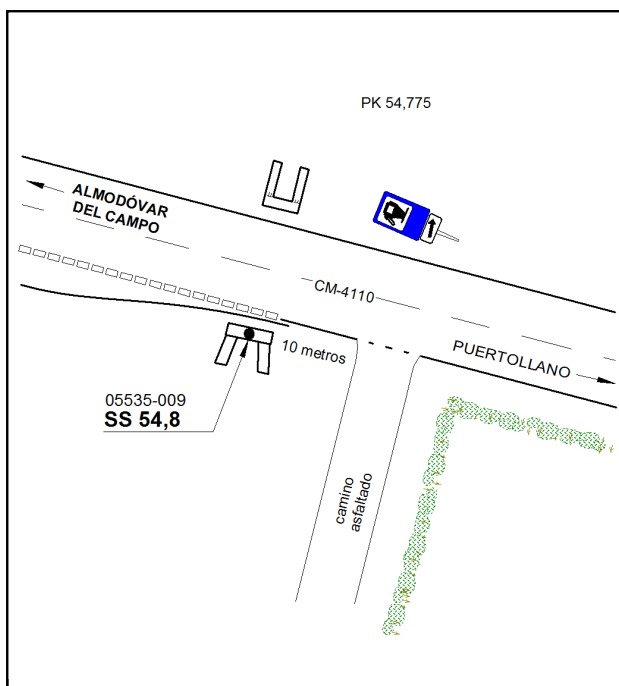 PK 54,775
ALMODÓVAR
DEL CAMPO
CM-4110
PUERTOLLANO
10 metros
05535-009
SS 54,8
camino
asfaltado